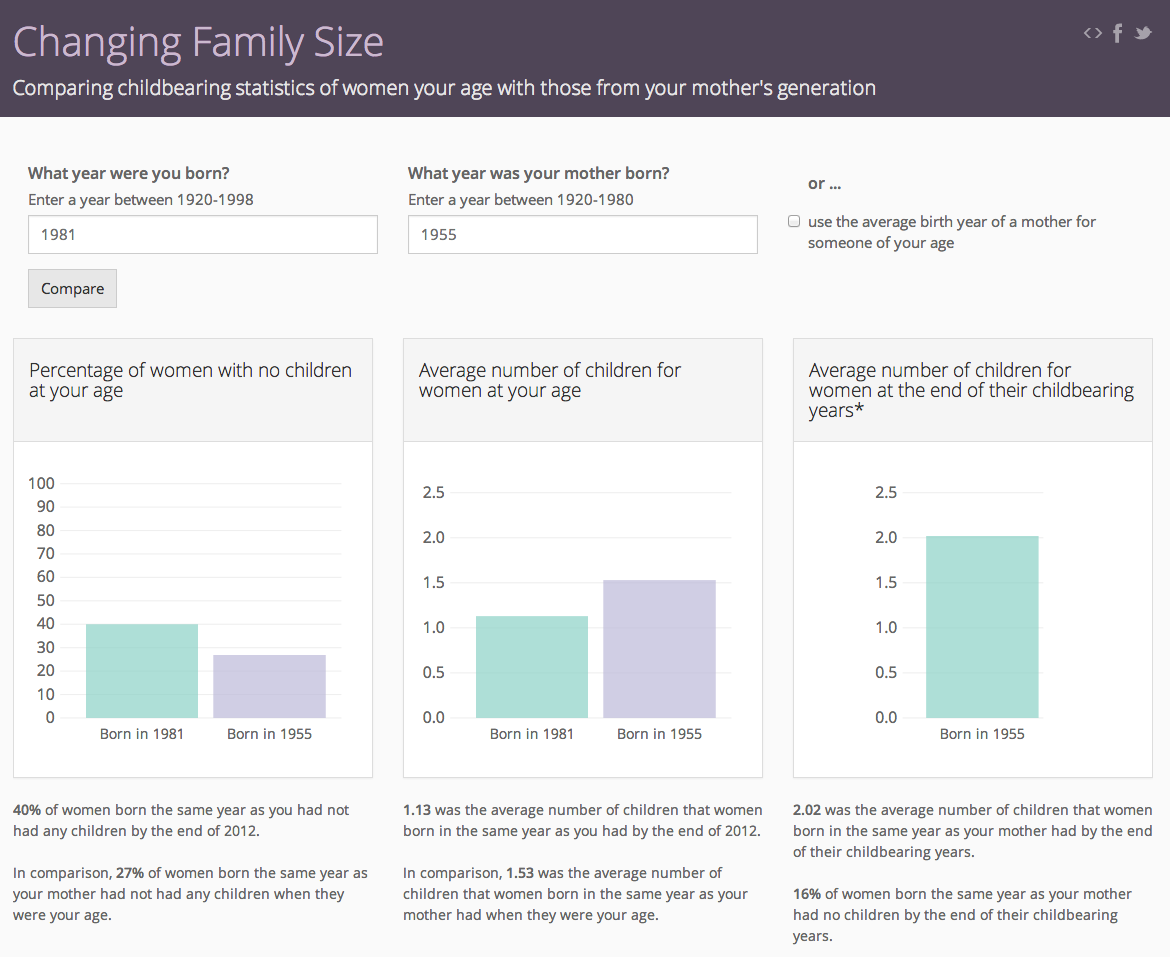 Changing Family Size
Comparing childbearing statistics of women your age with those from your mother's generation
What year were you born?
Enter a year between 1920-1998
1981
What year was your mother born?
Enter a year between 1920-1980
1955
or ...
use the average birth year of a mother for
someone of your age
Compare
Percentage of women with no children
at your age
100
90
80
70
60
50
40
30
20
10
0
Born in 1981
Born in 1955
40% of women born the same year as you had not
had any children by the end of 2012.
In comparison, 27% of women born the same year as
your mother had not had any children when they
were your age.
Average number of children for
women at your age
2.5
2.0
1.5
1.0
0.5
0.0
Born in 1981
Born in 1955
1.13 was the average number of children that women
born in the same year as you had by the end of 2012.
In comparison, 1.53 was the average number of
children that women born in the same year as your
mother had when they were your age.
Average number of children for
women at the end of their childbearing
years*
2.5
2.0
1.5
1.0
0.5
0.0
Born in 1955
2.02 was the average number of children that women
born in the same year as your mother had by the end
of their childbearing years.
16% of women born the same year as your mother
had no children by the end of their childbearing
years.